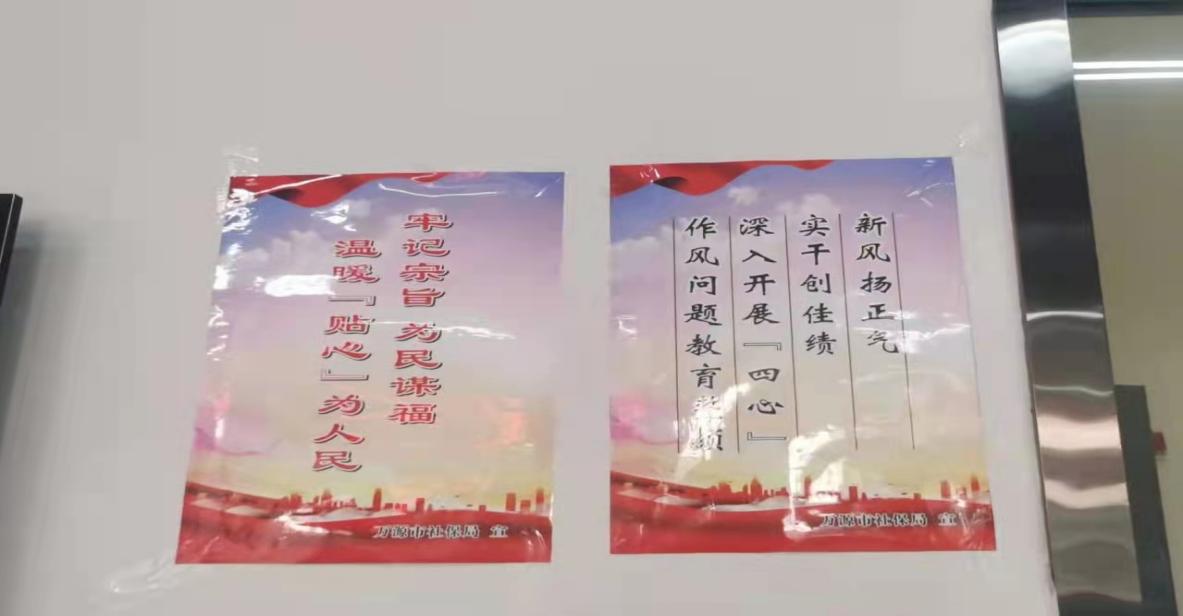 牢记宗旨 为民谋福
温暖『贴心』为人民
万源市社保局 宣
新风扬正气
实干创佳绩
深入开展『四心』
作风问题教育整顿
万源市社保局 宣